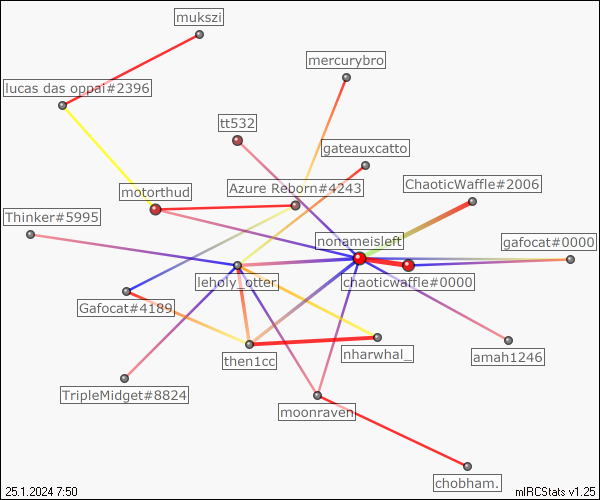 mukszi
mercurybro
lucas das oppai#2396
tt532
gateauxcatto
ChaoticWaffle#2006
Azure Reborn#4243
motorthud
Thinker#5995
nonameisleft
gafocat#0000
leholy_otter
chaoticwaffle#0000
Gafocat#4189
nharwhal_
amah1246
then1cc
TripleMidget#8824
moonraven
chobham.
25.1.2024 7:50
mIRCStats v1.25